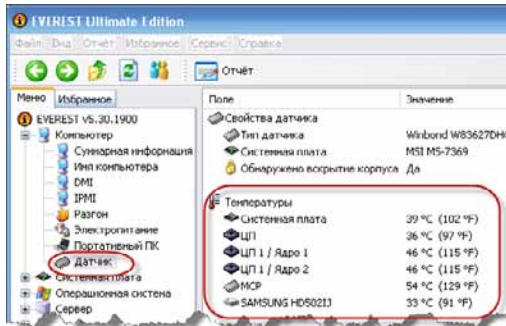 EVEREST Ultimate Edition
Файл Вид Отчёт Избранное Сервис Справка
Отчёт
Меню Избранное
Поле Значение
EVEREST v5.30.1900
Компьютер
Суммарная информация
Имя компьютера
DMI
IPMI
Разгон
Электропитание
Портативный ПК
Датчик
Системная плата
Операционная система
Сервер
Свойства датчика
Тип датчика Winbond W83627DH
Системная плата MSI MS-7369
Обнаружено вскрытие корпуса Да
Температуры
Системная плата 39 °C (102 °F)
ЦП 36 °C (97 °F)
ЦП 1 / Ядро 1 46 °C (115 °F)
ЦП 1 / Ядро 2 46 °C (115 °F)
MCP 54 °C (129 °F)
SAMSUNG HD502IJ 33 °C (91 °F)